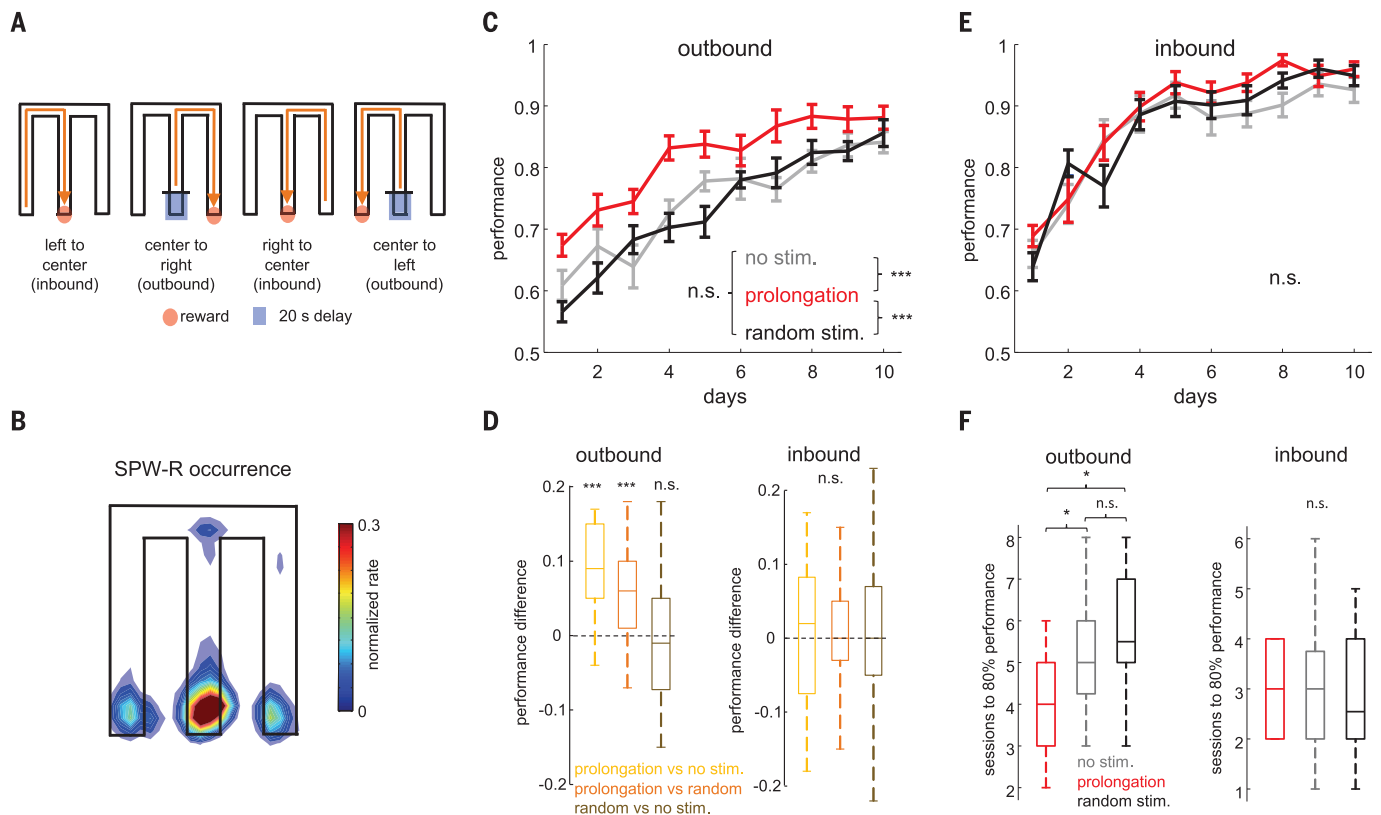 A
left to
center
(inbound)
center to
right
(outbound)
right to
center
(inbound)
center to
left
(outbound)
reward
20 s delay
B
SPW-R occurrence
0.3
0
normalized rate
C
outbound
1
0.9
0.8
0.7
0.6
0.5
performance
2
4
6
8
10
days
no stim.
prolongation
random stim.
n.s.
***
***
D
outbound
***
***
n.s.
0.2
0.1
0
-0.1
-0.2
performance difference
prolongation vs no stim.
prolongation vs random
random vs no stim.
inbound
n.s.
0.2
0.1
0
-0.1
-0.2
performance difference
E
inbound
1
0.9
0.8
0.7
0.6
0.5
performance
2
4
6
8
10
days
n.s.
F
outbound
*
n.s.
*
8
7
6
5
4
3
2
sessions to 80% performance
no stim.
prolongation
random stim.
inbound
n.s.
6
5
4
3
2
1
sessions to 80% performance